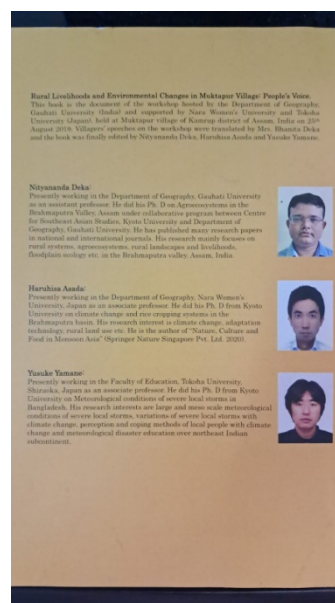 Rural Livelihoods and Environmental Changes in Muktapur Village: People's Voice.
This book is the document of the workshop hosted by the Department of Geography,
Gauhati University (India) and supported by Nara Women's University and Tokoha
University (Japan), held at Muktapur village of Kamrup district of Assam, India on 25th
August 2019. Villagers' speeches on the workshop were translated by Mrs. Bhanita Deka
and the book was finally edited by Nityananda Deka, Haruhisa Asada and Yusuke Yamane.
Nityananda Deka:
Presently working in the Department of Geography, Gauhati University
as an assistant professor. He did his Ph. D on Agroecosystems in the
Brahmaputra Valley, Assam under collaborative program between Centre
for Southeast Asian Studies, Kyoto University and Department of
Geography, Gauhati University. He has published many research papers
in national and international journals. His research mainly focuses on
rural systems, agroecosystems, rural landscapes and livelihoods,
floodplain ecology etc. in the Brahmaputra valley, Assam, India.
Haruhisa Asada:
Presently working in the Department of Geography, Nara Women's
University, Japan as an associate professor. He did his Ph. D from Kyoto
University on climate change and rice cropping systems in the
Brahmaputra basin. His research interest is climate change, adaptation
technology, rural land use etc. He is the author of "Nature, Culture and
Food in Monsoon Asia" (Springer Nature Singapore Pvt. Ltd. 2020).
Yusuke Yamane:
Presently working in the Faculty of Education, Tokoha University,
Shizuoka, Japan as an associate professor. He did his Ph. D from Kyoto
University on Meteorological conditions of severe local storms in
Bangladesh. His research interests are large and meso scale meteorological
conditions of severe local storms, variations of severe local storms with
climate change, perception and coping methods of local people with climate
change and meteorological disaster education over northeast Indian
subcontinent.